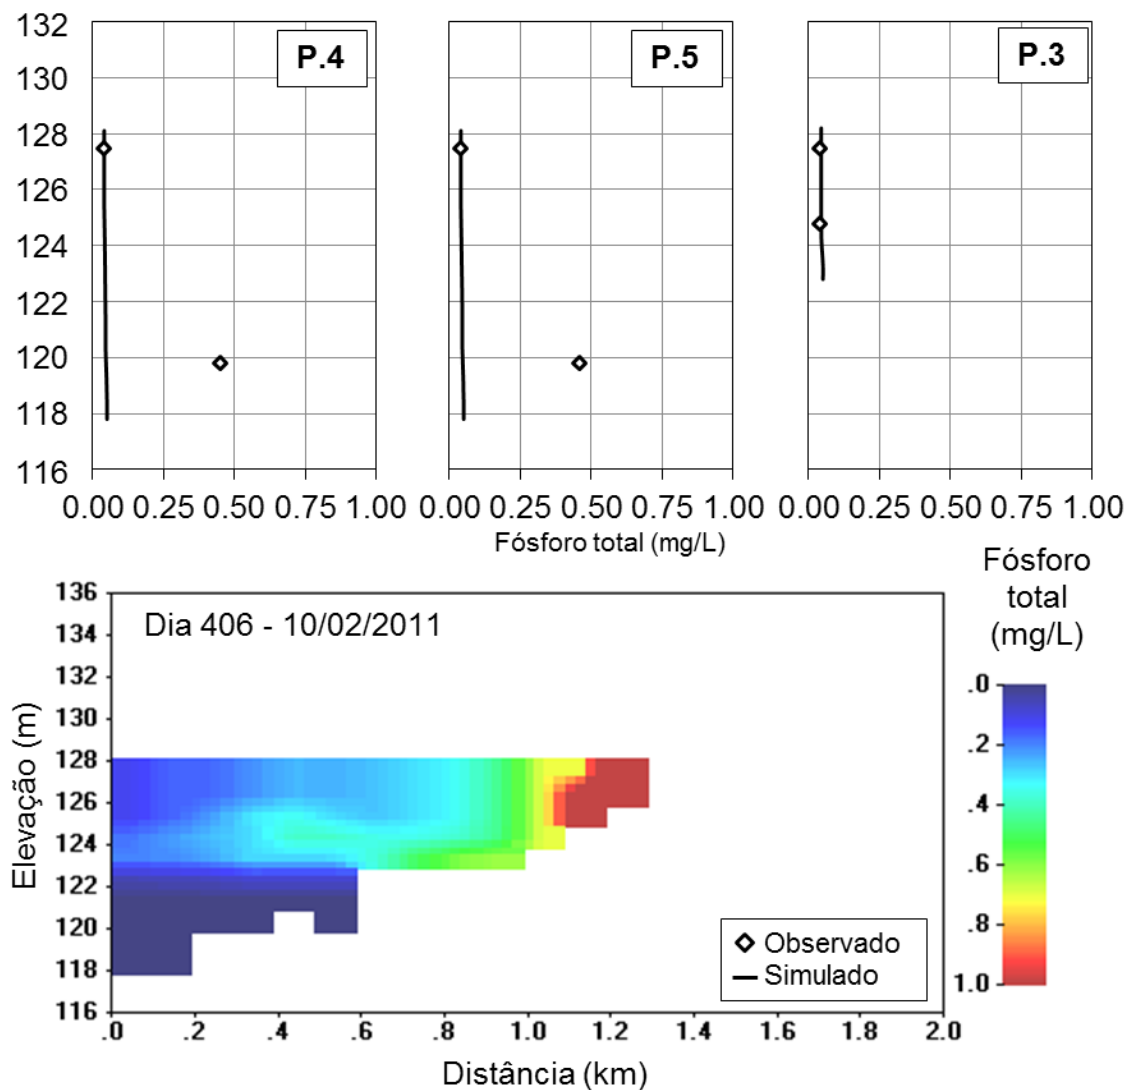 P.4
P.5
P.3
132
130
128
126
124
122
120
118
116
0.00 0.25 0.50 0.75 1.00
0.00 0.25 0.50 0.75 1.00
0.00 0.25 0.50 0.75 1.00
Fósforo total (mg/L)
Fósforo
total
(mg/L)
Dia 406 - 10/02/2011
Elevação (m)
136
134
132
130
128
126
124
122
120
118
116
.0
.2
.4
.6
.8
1.0
Observado
Simulado
.0 .2 .4 .6 .8 1.0 1.2 1.4 1.6 1.8 2.0
Distância (km)